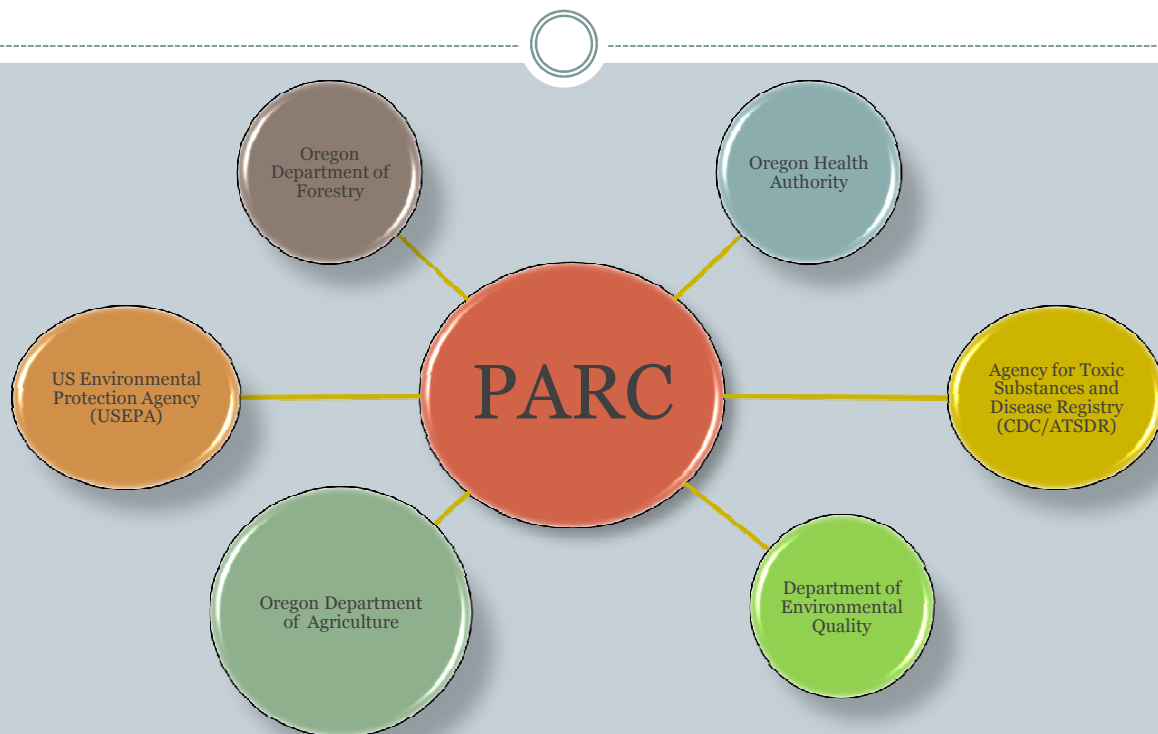 Oregon
Department of
Forestry
Oregon Health
Authority
US Environmental
Protection Agency
(USEPA)
PARC
Agency for Toxic
Substances and
Disease Registry
(CDC/ATSDR)
Oregon Department
of Agriculture
Department of
Environmental
Quality